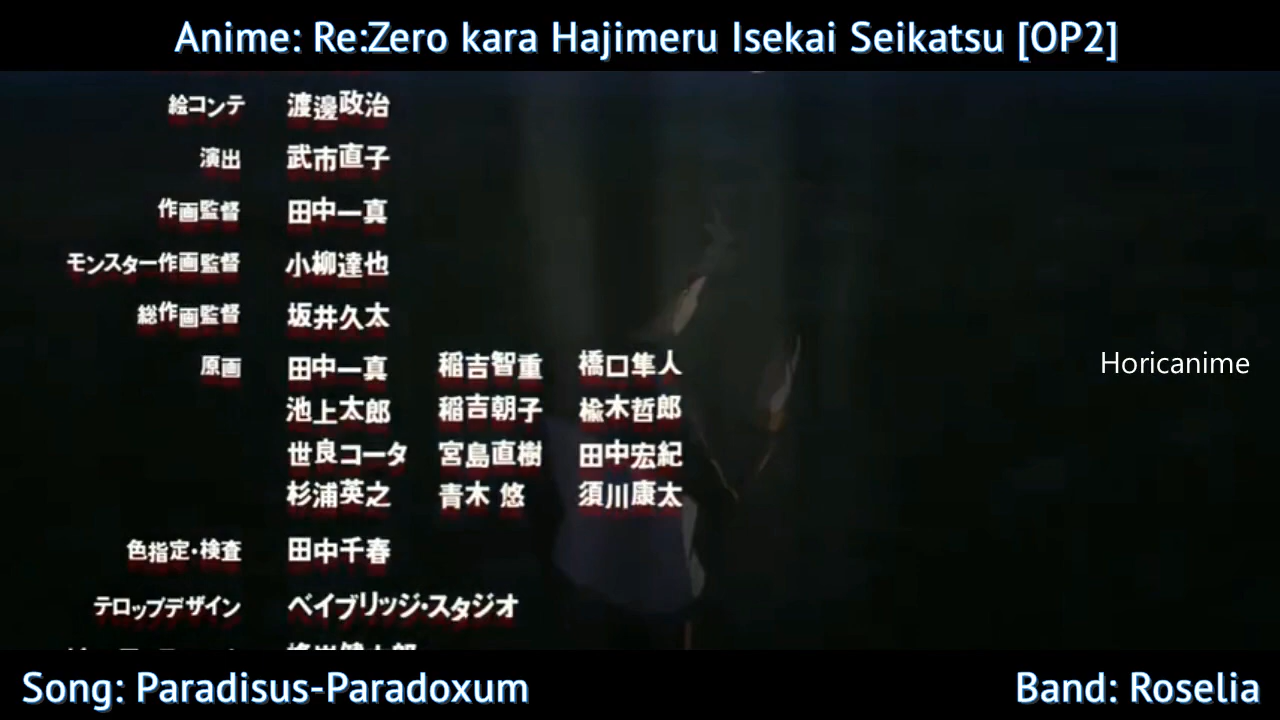 Anime: Re:Zero kara Hajimeru Isekai Seikatsu [OP2]
絵コンテ 渡邊政治
演出 武市直子
作画監督 田中一真
モンスター作画監督 小柳達也
総作画監督 坂井久太
原画 田中一真 稲吉智重 橋口隼人
池上太郎 稲吉朝子 楡木哲郎
世良コータ 宮島直樹 田中宏紀
杉浦英之 青木 悠 須川康太
Horicanime
色指定・検査 田中千春
テロップデザイン ベイブリッジ・スタジオ
Song: Paradisus-Paradoxum
Band: Roselia